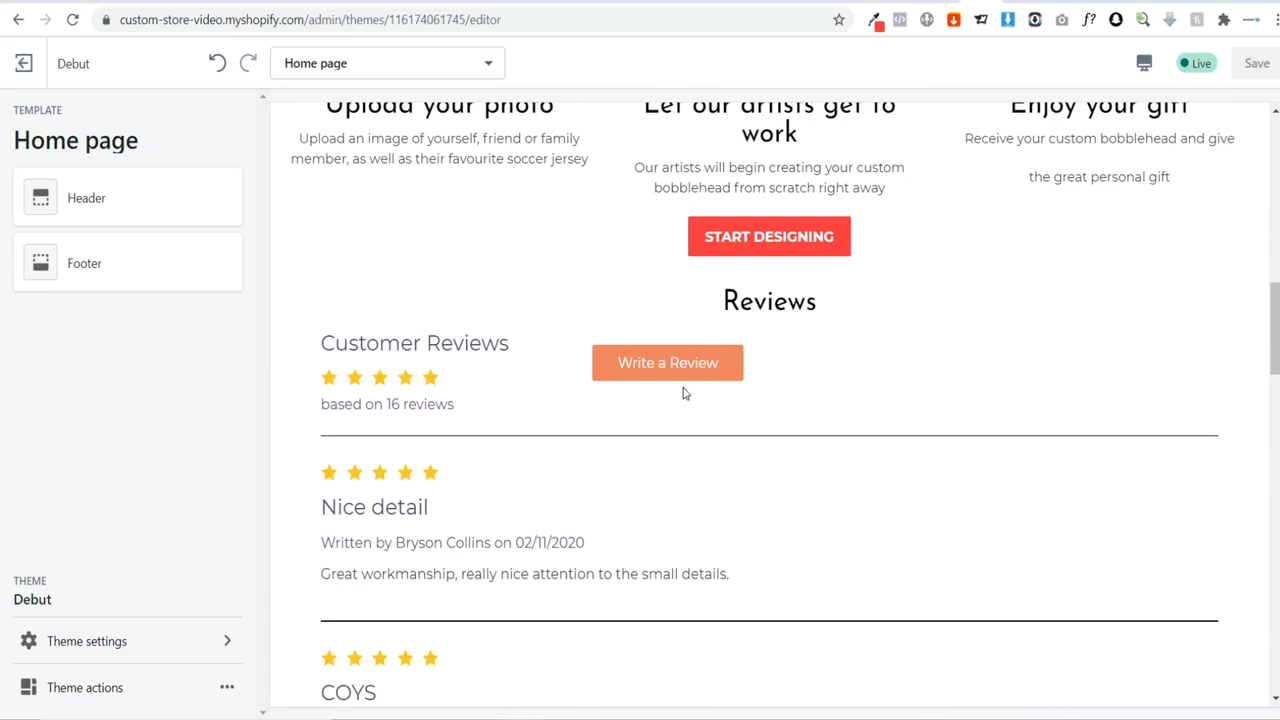 custom-store-video.myshopify.com/admin/themes/116174061745/editor
f?
Debut
Home page
Live
Save
TEMPLATE
Home page
Header
Footer
THEME
Debut
Theme settings
Theme actions
Upload your photo
Upload an image of yourself, friend or family
member, as well as their favourite soccer jersey
Let our artists get to
work
Our artists will begin creating your custom
bobblehead from scratch right away
Enjoy your gift
Receive your custom bobblehead and give
the great personal gift
START DESIGNING
Reviews
Customer Reviews
based on 16 reviews
Write a Review
Nice detail
Written by Bryson Collins on 02/11/2020
Great workmanship, really nice attention to the small details.
COYS